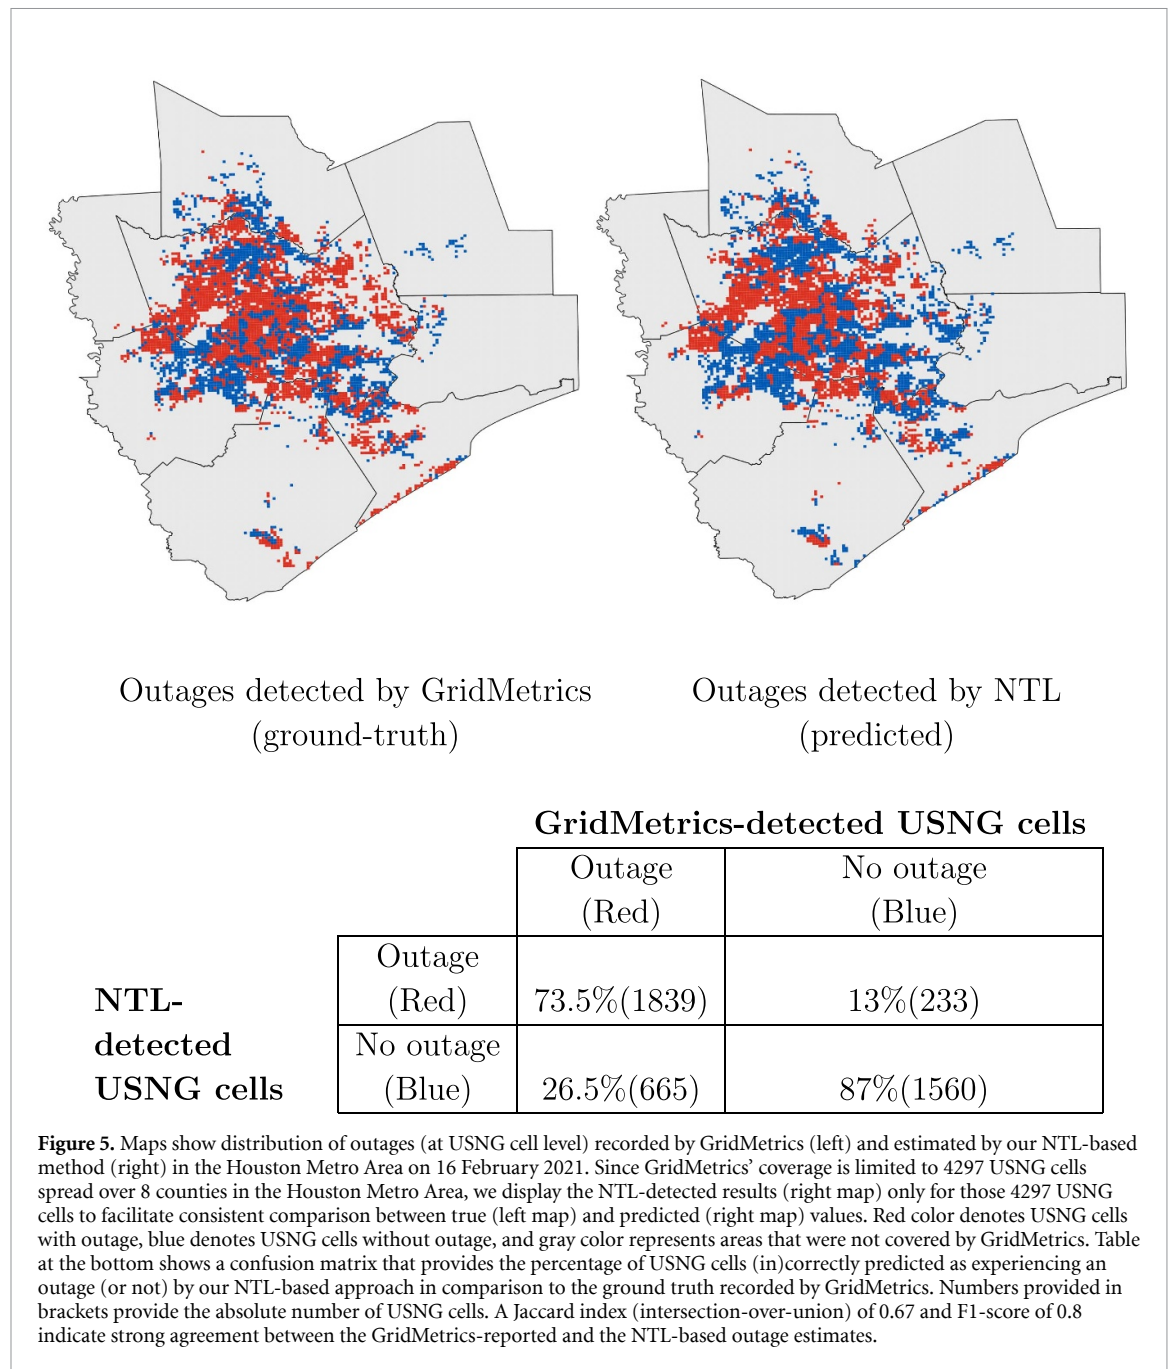 Outages detected by GridMetrics
(ground-truth)
Outages detected by NTL
(predicted)
GridMetrics-detected USNG cells
Outage
(Red)
No outage
(Blue)
NTL-
detected
USNG cells
Outage
(Red)
73.5%(1839)
13%(233)
No outage
(Blue)
26.5%(665)
87%(1560)
Figure 5. Maps show distribution of outages (at USNG cell level) recorded by GridMetrics (left) and estimated by our NTL-based
method (right) in the Houston Metro Area on 16 February 2021. Since GridMetrics’ coverage is limited to 4297 USNG cells
spread over 8 counties in the Houston Metro Area, we display the NTL-detected results (right map) only for those 4297 USNG
cells to facilitate consistent comparison between true (left map) and predicted (right map) values. Red color denotes USNG cells
with outage, blue denotes USNG cells without outage, and gray color represents areas that were not covered by GridMetrics. Table
at the bottom shows a confusion matrix that provides the percentage of USNG cells (in)correctly predicted as experiencing an
outage (or not) by our NTL-based approach in comparison to the ground truth recorded by GridMetrics. Numbers provided in
brackets provide the absolute number of USNG cells. A Jaccard index (intersection-over-union) of 0.67 and F1-score of 0.8
indicate strong agreement between the GridMetrics-reported and the NTL-based outage estimates.